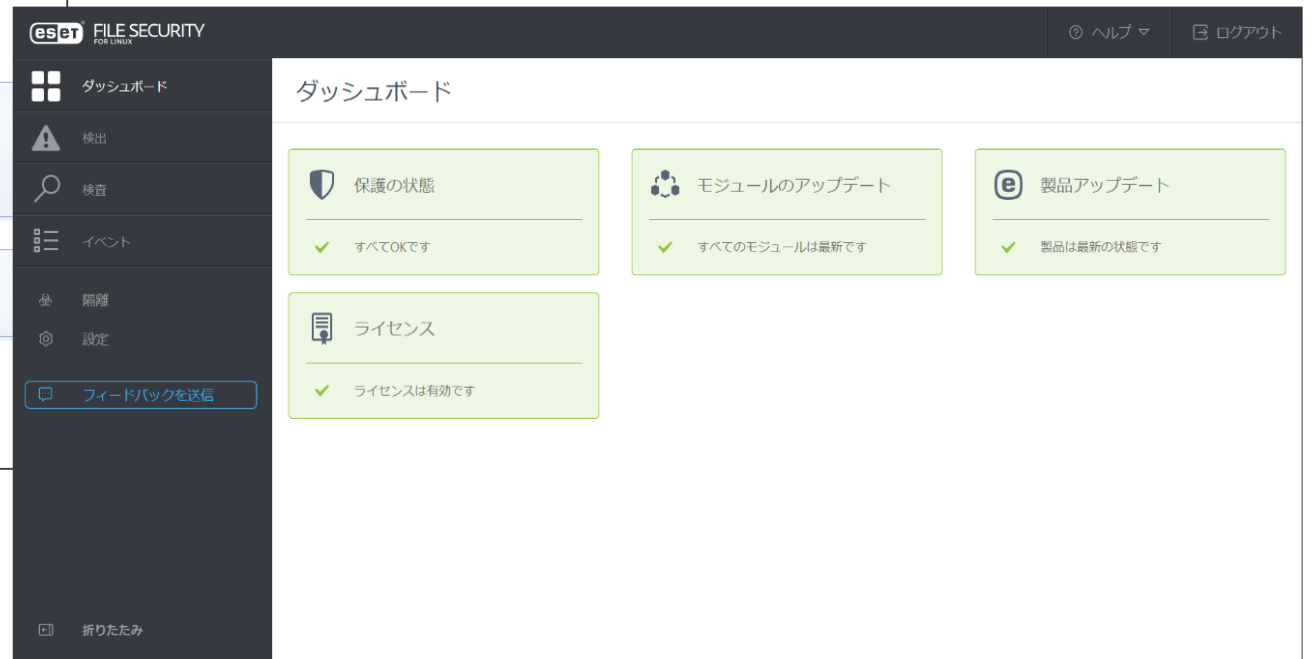 eset FILE SECURITY
FOR LINUX
ヘルプ
ログアウト
ダッシュボード
検出
検査
イベント
隔離
設定
フィードバックを送信
折りたたみ
ダッシュボード
保護の状態
すべてOKです
モジュールのアップデート
すべてのモジュールは最新です
製品アップデート
製品は最新の状態です
ライセンス
ライセンスは有効です